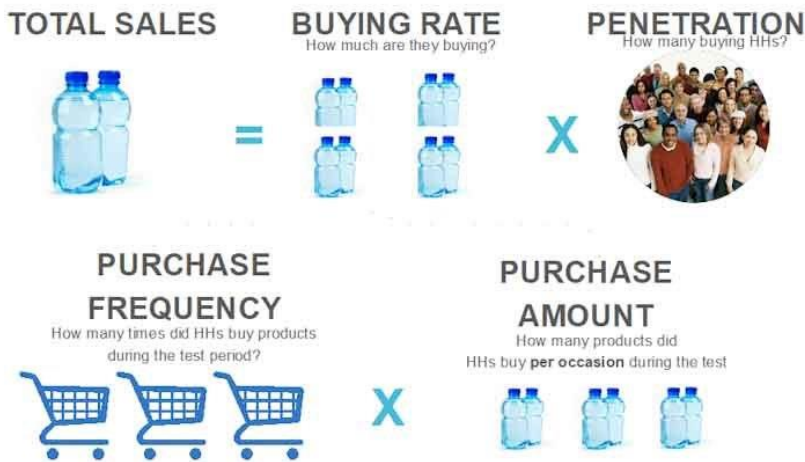 TOTAL SALES
BUYING RATE
How much are they buying?
PENETRATION
How many buying HHs?
=
X
PURCHASE
FREQUENCY
How many times did HHs buy products
during the test period?
X
PURCHASE
AMOUNT
How many products did
HHs buy per occasion during the test